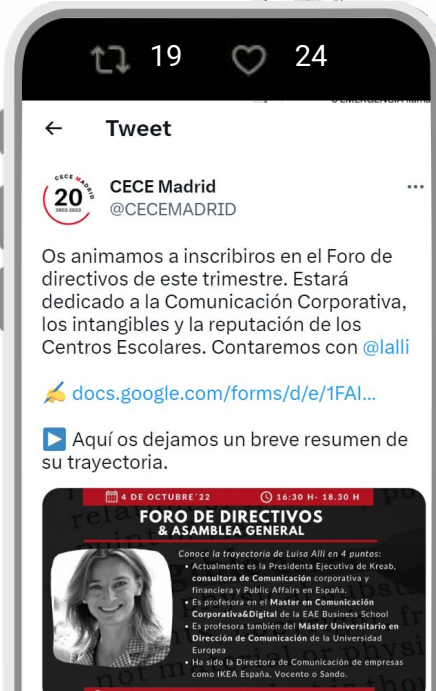 19 24
← Tweet
CECE MADRID
20
2003-2023
CECE Madrid
@CECEMADRID
Os animamos a inscribiros en el Foro de
directivos de este trimestre. Estará
dedicado a la Comunicación Corporativa,
los intangibles y la reputación de los
Centros Escolares. Contaremos con @lalli
docs.google.com/forms/d/e/1FAI...
Aquí os dejamos un breve resumen de
su trayectoria.
4 DE OCTUBRE´22 16:30 H- 18.30 H
FORO DE DIRECTIVOS
& ASAMBLEA GENERAL
Conoce la trayectoria de Luisa Alli en 4 puntos:
• Actualmente es la Presidenta Ejecutiva de Kreab,
consultora de Comunicación corporativa y
financiera y Public Affairs en España.
• Es profesora en el Master en Comunicación
Corporativa&Digital de la EAE Business School
• Es profesora también del Máster Universitario en
Dirección de Comunicación de la Universidad
Europea
• Ha sido la Directora de Comunicación de empresas
como IKEA España, Vocento o Sando.